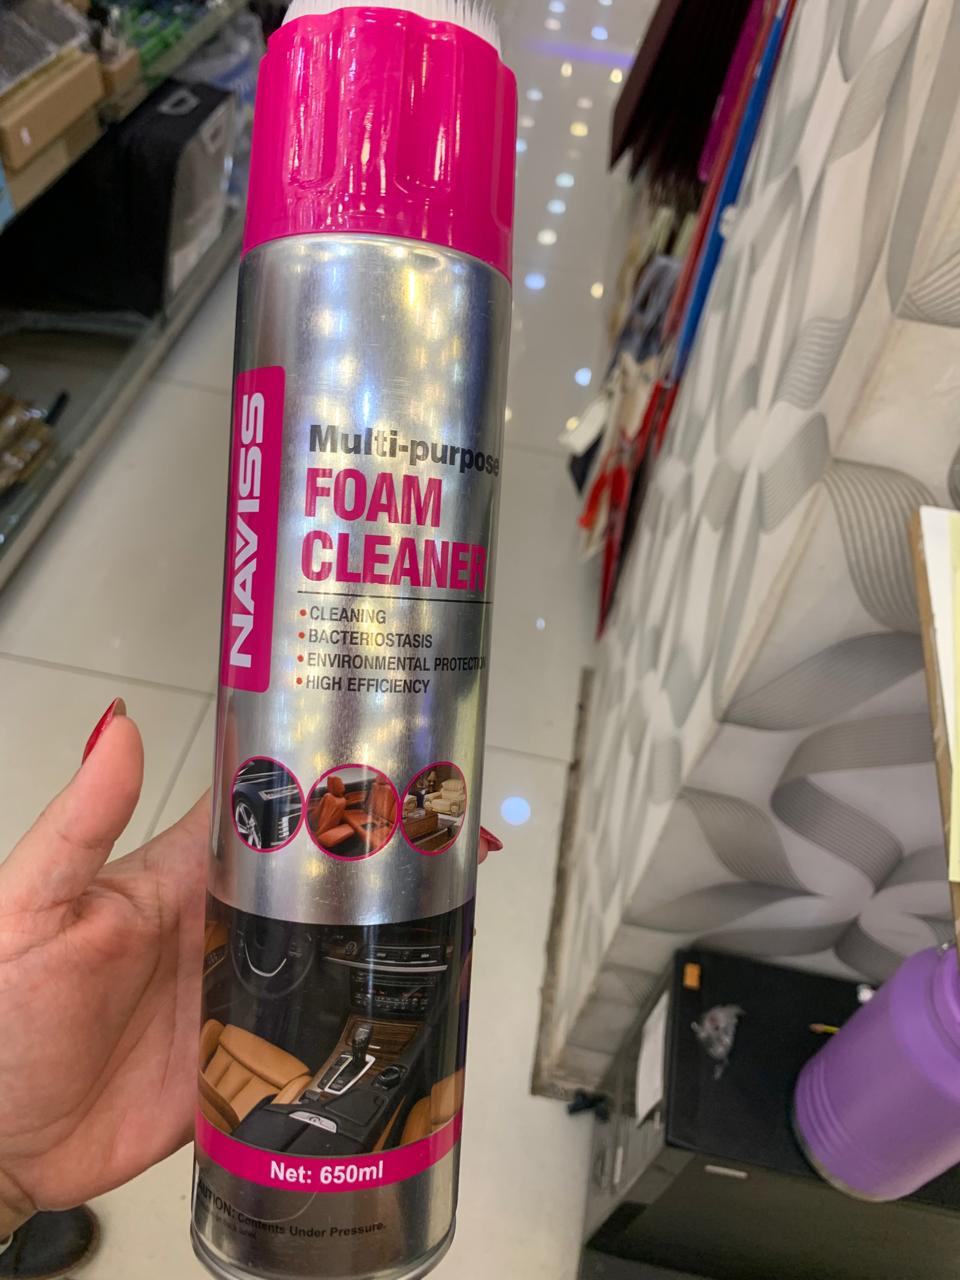 NAVISS
Multi-purpose
FOAM
CLEANER
• CLEANING
• BACTERIOSTASIS
• ENVIRONMENTAL PROTECTION
• HIGH EFFICIENCY
Net: 650ml
CAUTION: Contents Under Pressure.